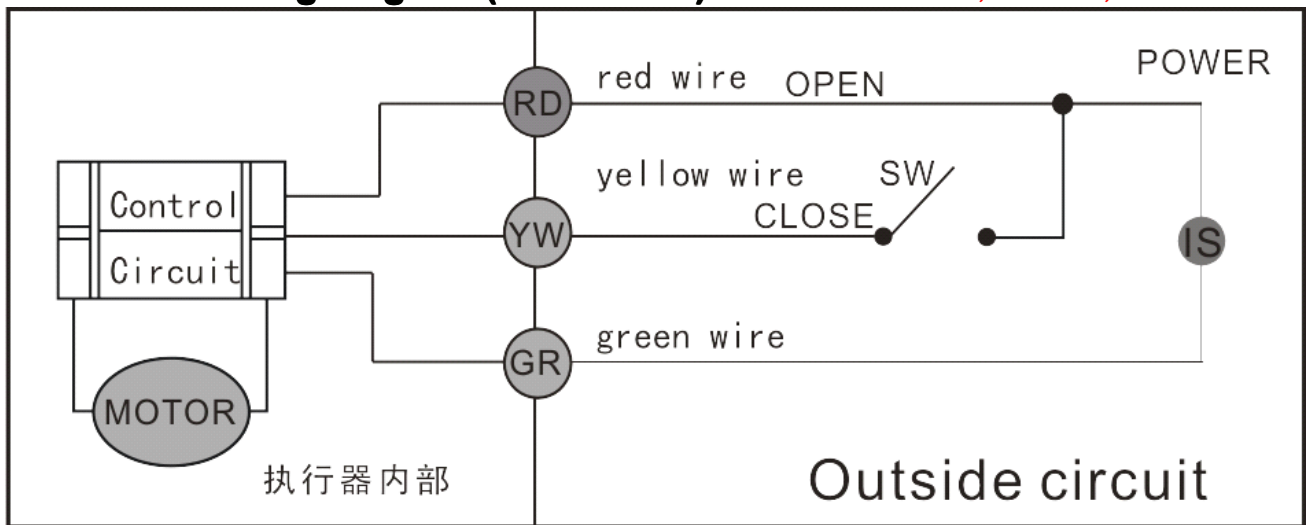 POWER
red wire OPEN
RD
yellow wire SW
CLOSE
Control
YW
IS
Circuit
green wire
GR
MOTOR
执行器内部
Outside circuit